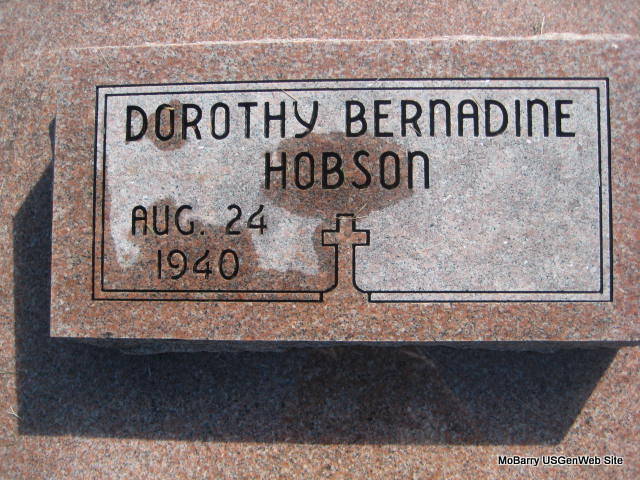 DOROTHY BERNADINE
HOBSON
AUG. 24
1940
MoBarry USGenWeb Site